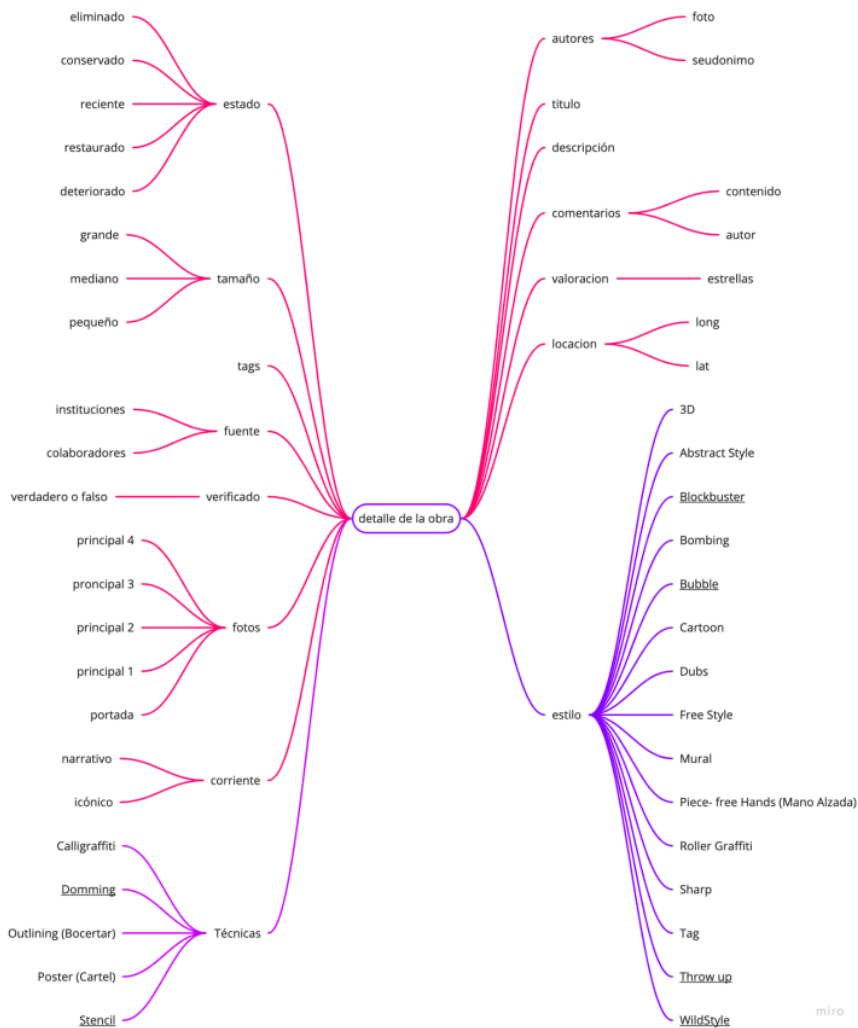 eliminado
conservado
reciente
restaurado
deteriorado
estado
grande
mediano
pequeño
tamaño
tags
instituciones
colaboradores
fuente
verdadero o falso
verificado
principal 4
proncipal 3
principal 2
principal 1
portada
fotos
narrativo
icónico
corriente
Calligraffiti
Domming
Outlining (Bocertar)
Poster (Cartel)
Stencil
Técnicas
detalle de la obra
autores
foto
seudonimo
titulo
descripción
comentarios
contenido
autor
valoracion
estrellas
locacion
long
lat
estilo
3D
Abstract Style
Blockbuster
Bombing
Bubble
Cartoon
Dubs
Free Style
Mural
Piece- free Hands (Mano Alzada)
Roller Graffiti
Sharp
Tag
Throw up
WildStyle
miro